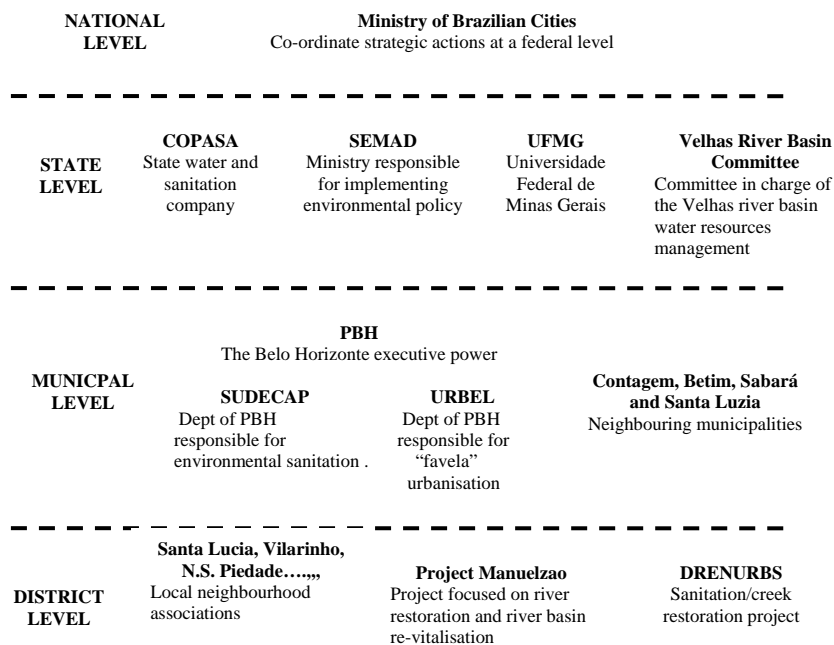 NATIONAL
LEVEL
Ministry of Brazilian Cities
Co-ordinate strategic actions at a federal level
STATE
LEVEL
COPASA
State water and
sanitation
company
SEMAD
Ministry responsible
for implementing
environmental policy
UFMG
Universidade
Federal de
Minas Gerais
Velhas River Basin
Committee
Committee in charge of
the Velhas river basin
water resources
management
MUNICPAL
LEVEL
PBH
The Belo Horizonte executive power
SUDECAP
Dept of PBH
responsible for
environmental sanitation .
URBEL
Dept of PBH
responsible for
“favela”
urbanisation
Contagem, Betim, Sabará
and Santa Luzia
Neighbouring municipalities
DISTRICT
LEVEL
Santa Lucia, Vilarinho,
N.S. Piedade….,,,
Local neighbourhood
associations
Project Manuelzao
Project focused on river
restoration and river basin
re-vitalisation
DRENURBS
Sanitation/creek
restoration project